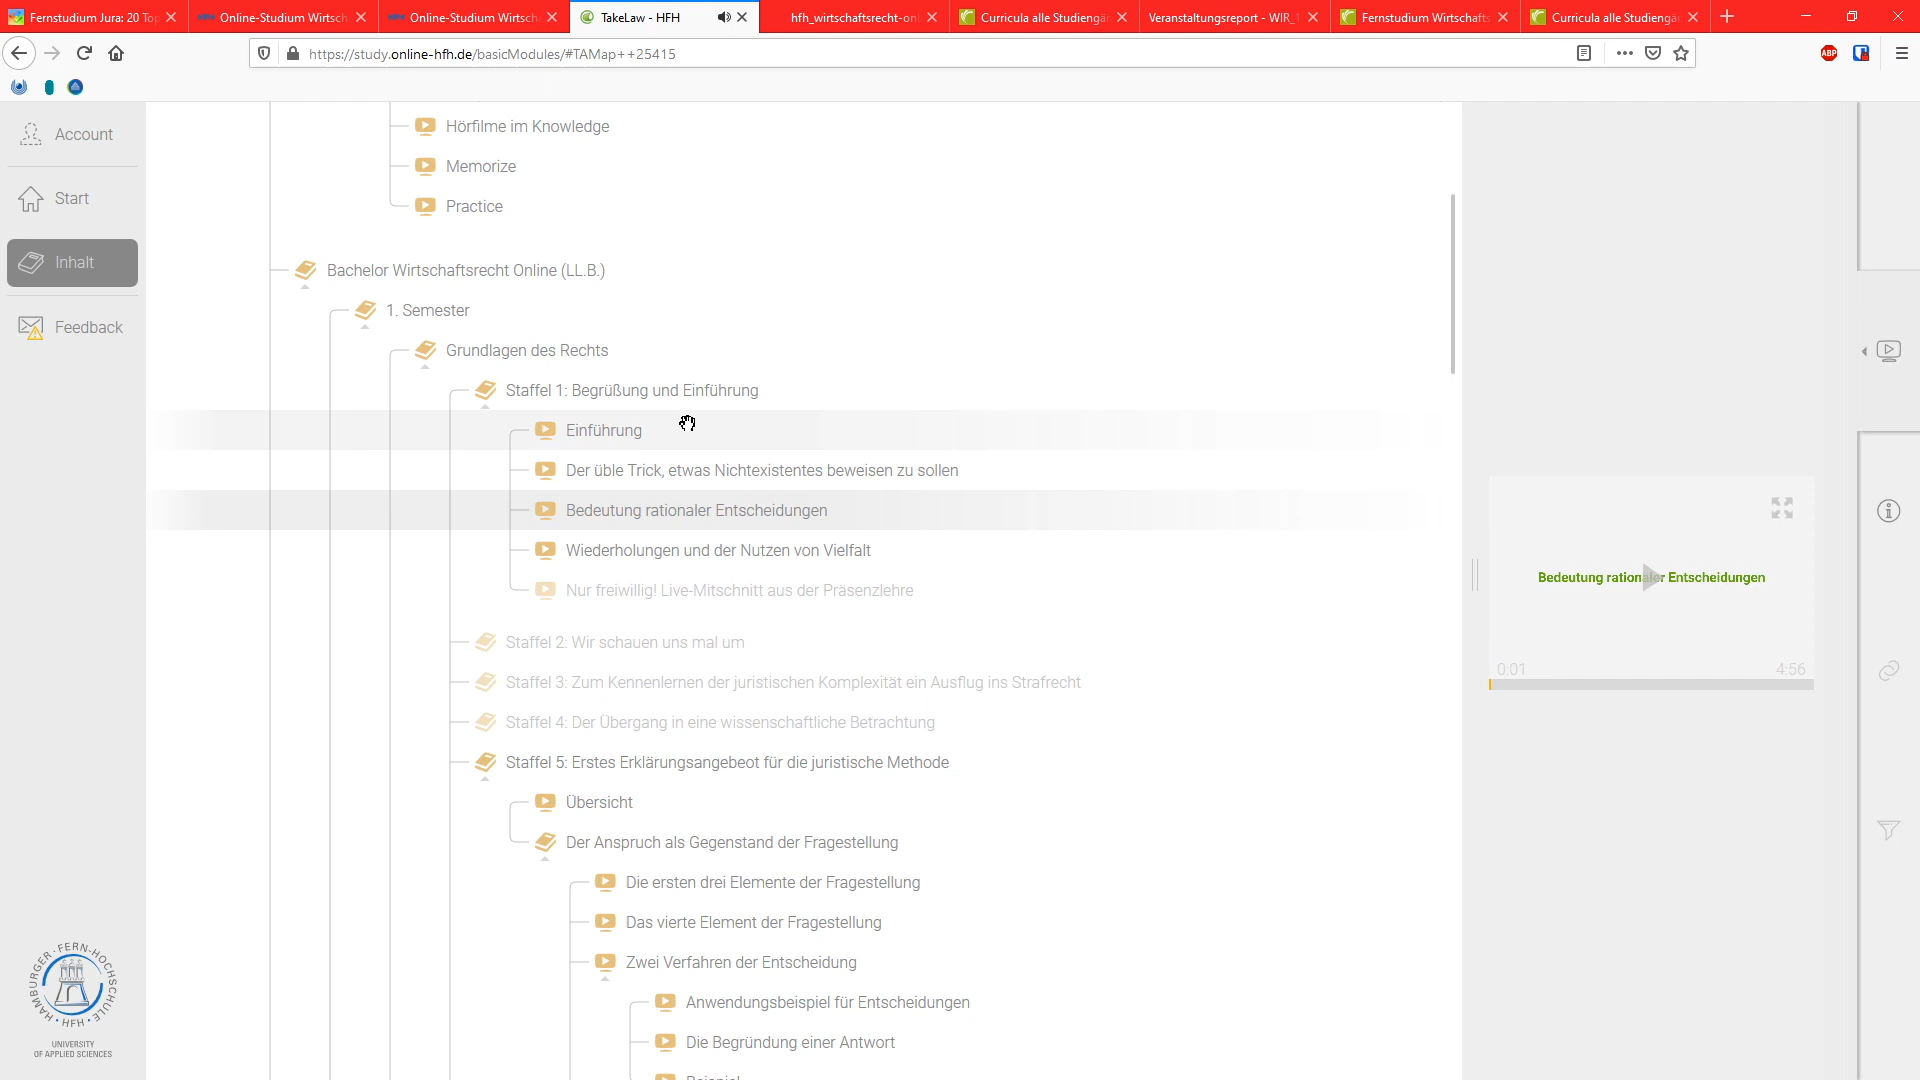 Fernstudium Jura: 20 Top
Online-Studium Wirtsch
Online-Studium Wirtsch
TakeLaw - HFH
hfh_wirtschaftsrecht-onl
Curricula alle Studiengä
Veranstaltungsreport - WIR_
Fernstudium Wirtschafts
Curricula alle Studiengä
https://study.online-hfh.de/basicModules/#TAMap++25415
ABP
Account
Start
Inhalt
Feedback
Hörfilme im Knowledge
Memorize
Practice
Bachelor Wirtschaftsrecht Online (LL.B.)
1. Semester
Grundlagen des Rechts
Staffel 1: Begrüßung und Einführung
Einführung
Der üble Trick, etwas Nichtexistentes beweisen zu sollen
Bedeutung rationaler Entscheidungen
Wiederholungen und der Nutzen von Vielfalt
Nur freiwillig! Live-Mitschnitt aus der Präsenzlehre
Staffel 2: Wir schauen uns mal um
Staffel 3: Zum Kennenlernen der juristischen Komplexität ein Ausflug ins Strafrecht
Staffel 4: Der Übergang in eine wissenschaftliche Betrachtung
Staffel 5: Erstes Erklärungsangebeot für die juristische Methode
Übersicht
Der Anspruch als Gegenstand der Fragestellung
Die ersten drei Elemente der Fragestellung
Das vierte Element der Fragestellung
Zwei Verfahren der Entscheidung
Anwendungsbeispiel für Entscheidungen
Die Begründung einer Antwort
Bedeutung rationaler Entscheidungen
0:01
4:56
HAMBURGER · FERN-HOCHSCHULE · HFH ·
UNIVERSITY
OF APPLIED SCIENCES